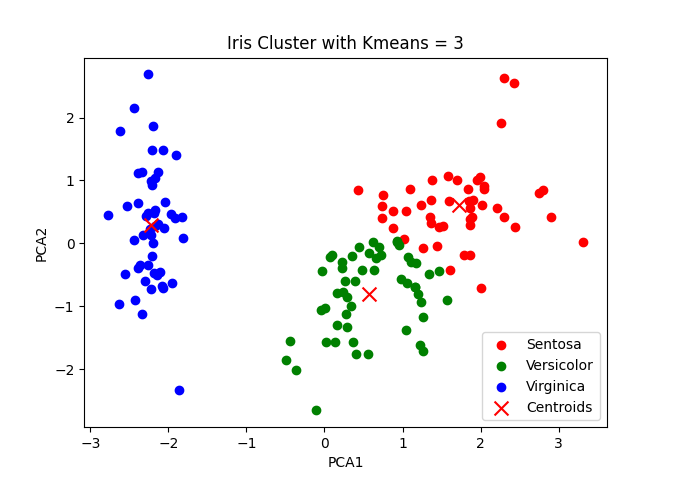 Iris Cluster with Kmeans = 3
PCA2
2
1
0
−1
−2
−3
−2
−1
0
1
2
3
PCA1
Sentosa
Versicolor
Virginica
Centroids